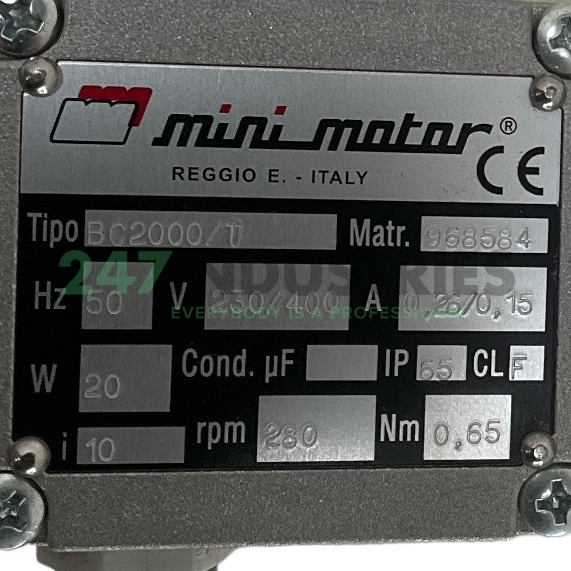 mini motor®
REGGIO E. - ITALY
CE
Tipo BC2000/T Matr. 968584
247 INDUSTRIES
Hz 50 V 230/400 A 0,26/0,15
EVERYBODY IS A PROFESSIONAL
W 20 Cond. µF IP 65 CL F
i 10 rpm 280 Nm 0,65